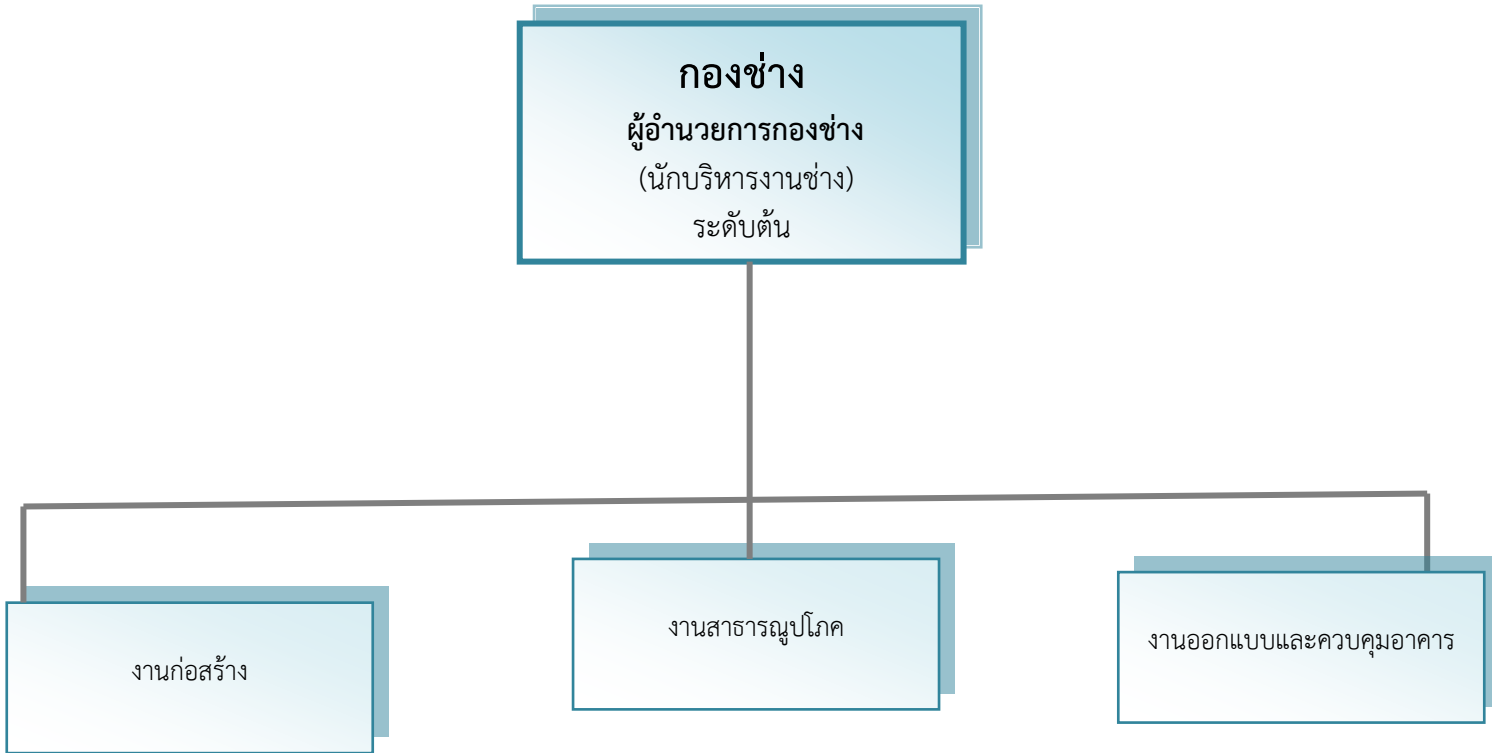 กองช่าง
ผู้อำนวยการกองช่าง
(นักบริหารงานช่าง)
ระดับต้น
งานก่อสร้าง
งานสาธารณูปโภค
งานออกแบบและควบคุมอาคาร